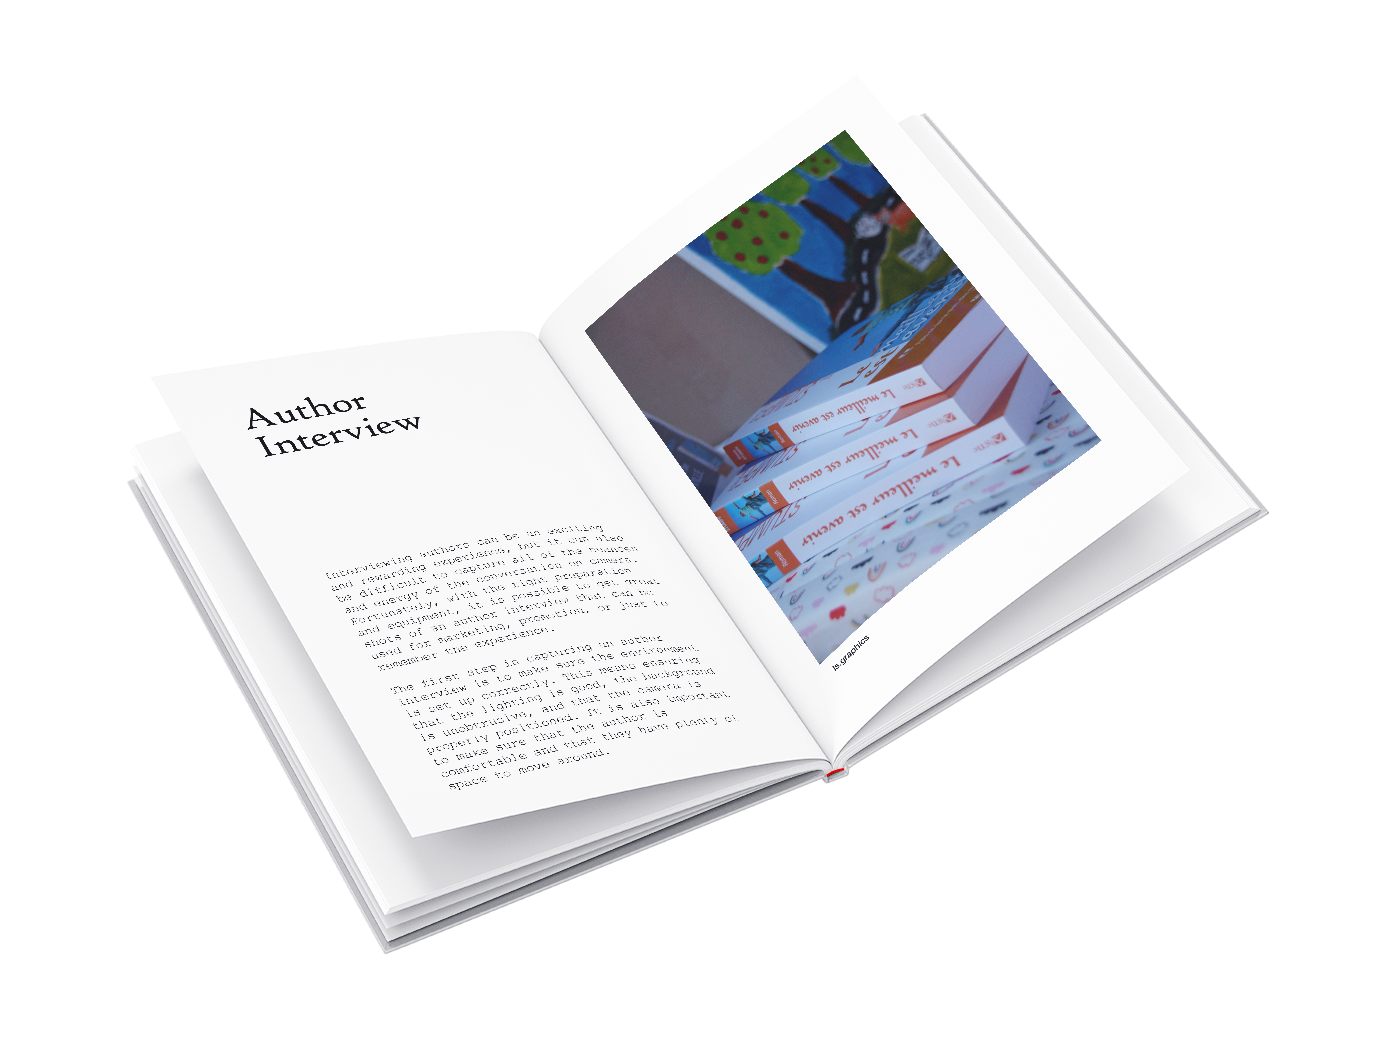 Author
Interview
Interviewing authors can be an exciting
and rewarding experience, but it can also
be difficult to capture all of the nuances
and energy of the conversation on camera.
Fortunately, with the right preparation
and equipment, it is possible to get great
shots of an author interview that can be
used for marketing, promotion, or just to
remember the experience.
The first step in capturing an author
interview is to make sure the environment
is set up correctly. This means ensuring
that the lighting is good, the background
is unobtrusive, and that the camera is
properly positioned. It is also important
to make sure that the author is
comfortable and that they have plenty of
space to move around.
Le meilleur est avenir
Le meilleur est avenir
Roman
Le meilleur est avenir
Roman
ls.graphics